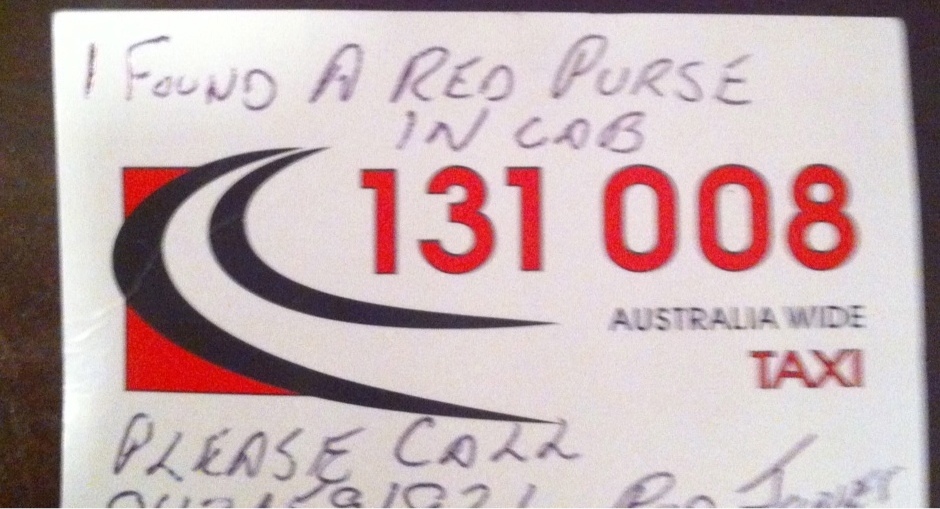 I FOUND A RED PURSE
IN CAB
131 008
AUSTRALIA WIDE
TAXI
PLEASE CALL